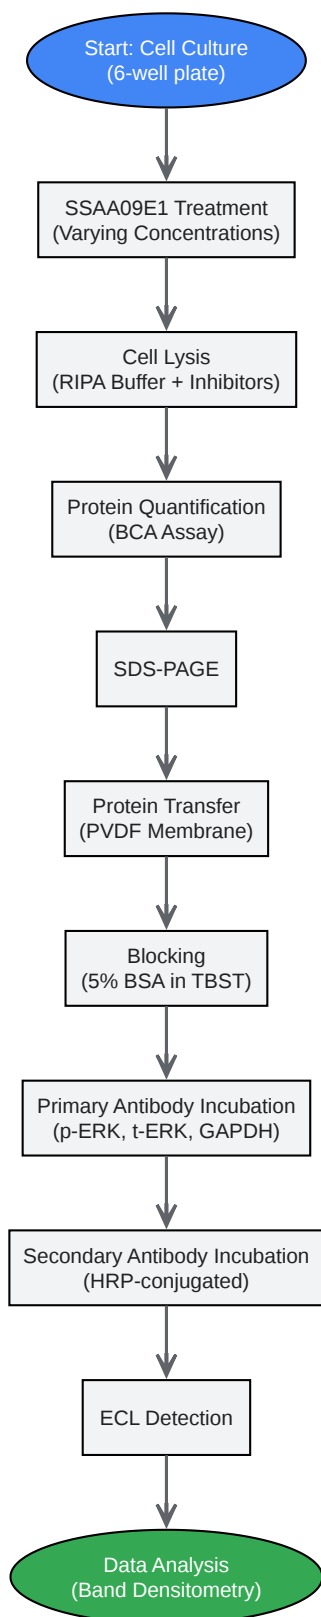 Start: Cell Culture
(6-well plate)
SSAA09E1 Treatment
(Varying Concentrations)
Cell Lysis
(RIPA Buffer + Inhibitors)
Protein Quantification
(BCA Assay)
SDS-PAGE
Protein Transfer
(PVDF Membrane)
Blocking
(5% BSA in TBST)
Primary Antibody Incubation
(p-ERK, t-ERK, GAPDH)
Secondary Antibody Incubation
(HRP-conjugated)
ECL Detection
Data Analysis
(Band Densitometry)